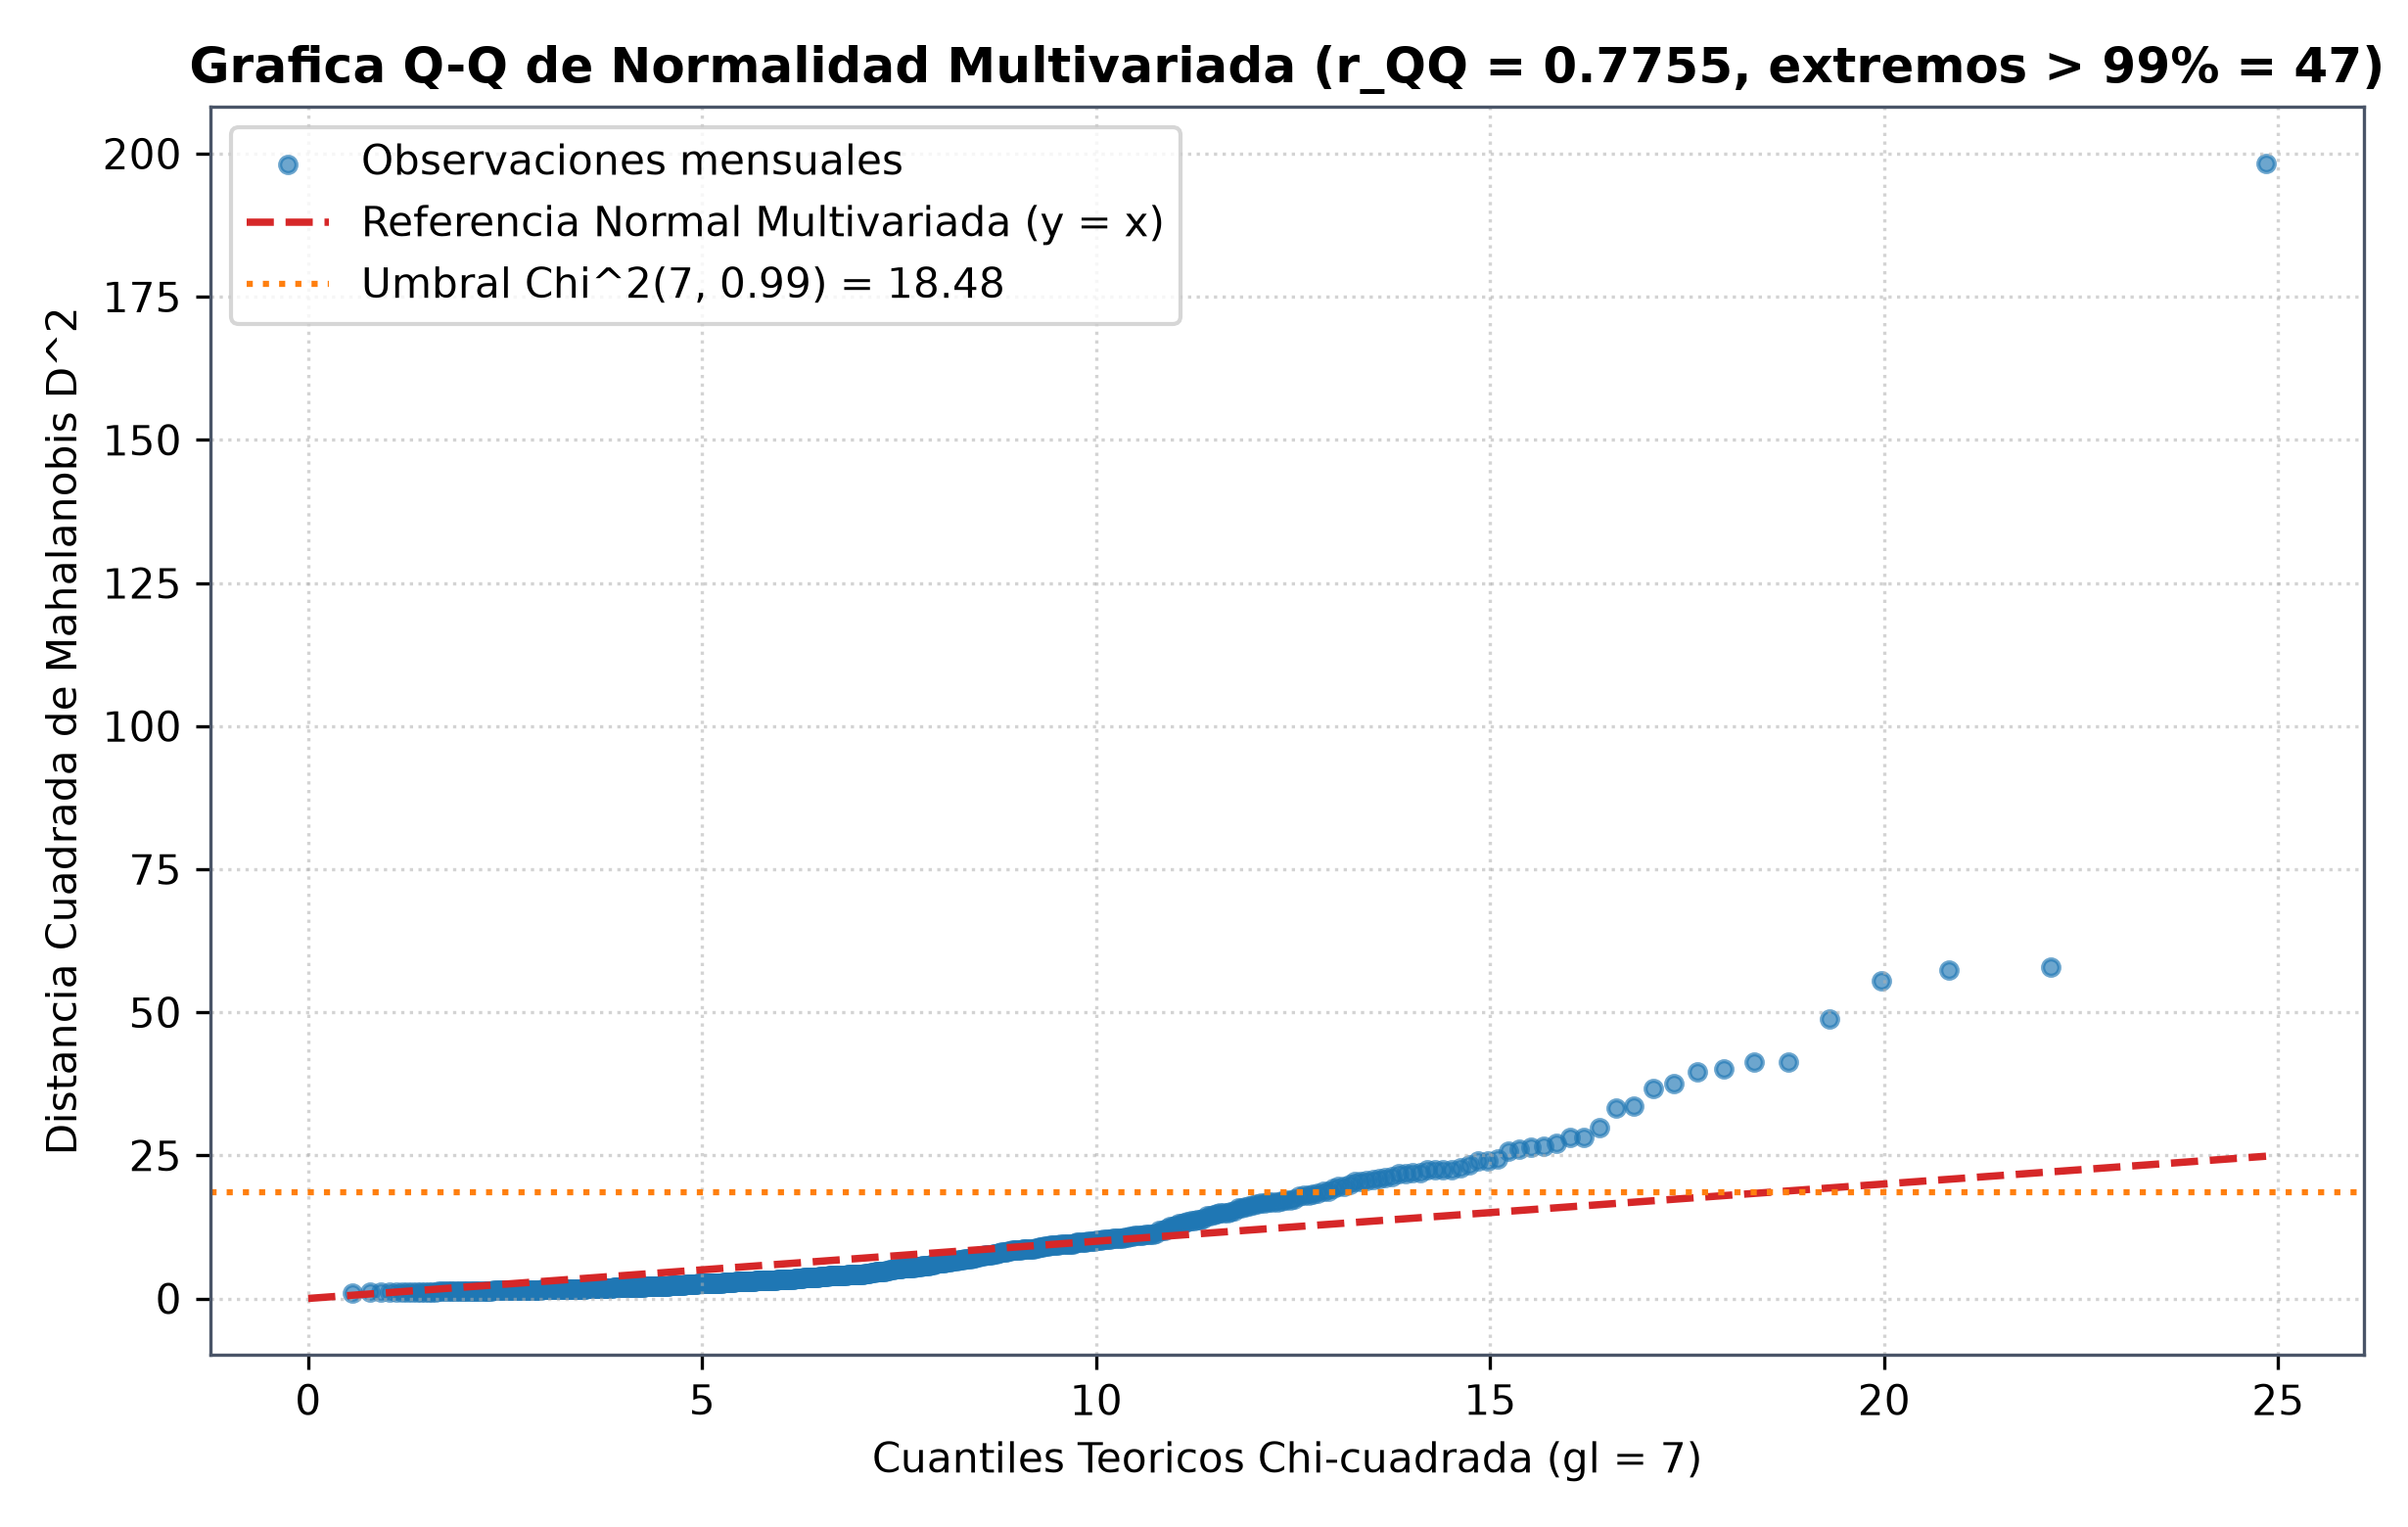 Grafica Q-Q de Normalidad Multivariada (r_QQ = 0.7755, extremos > 99% = 47)
Observaciones mensuales
Referencia Normal Multivariada (y = x)
Umbral Chi^2(7, 0.99) = 18.48
Distancia Cuadrada de Mahalanobis D^2
200
175
150
125
100
75
50
25
0
0 5 10 15 20 25
Cuantiles Teoricos Chi-cuadrada (gl = 7)